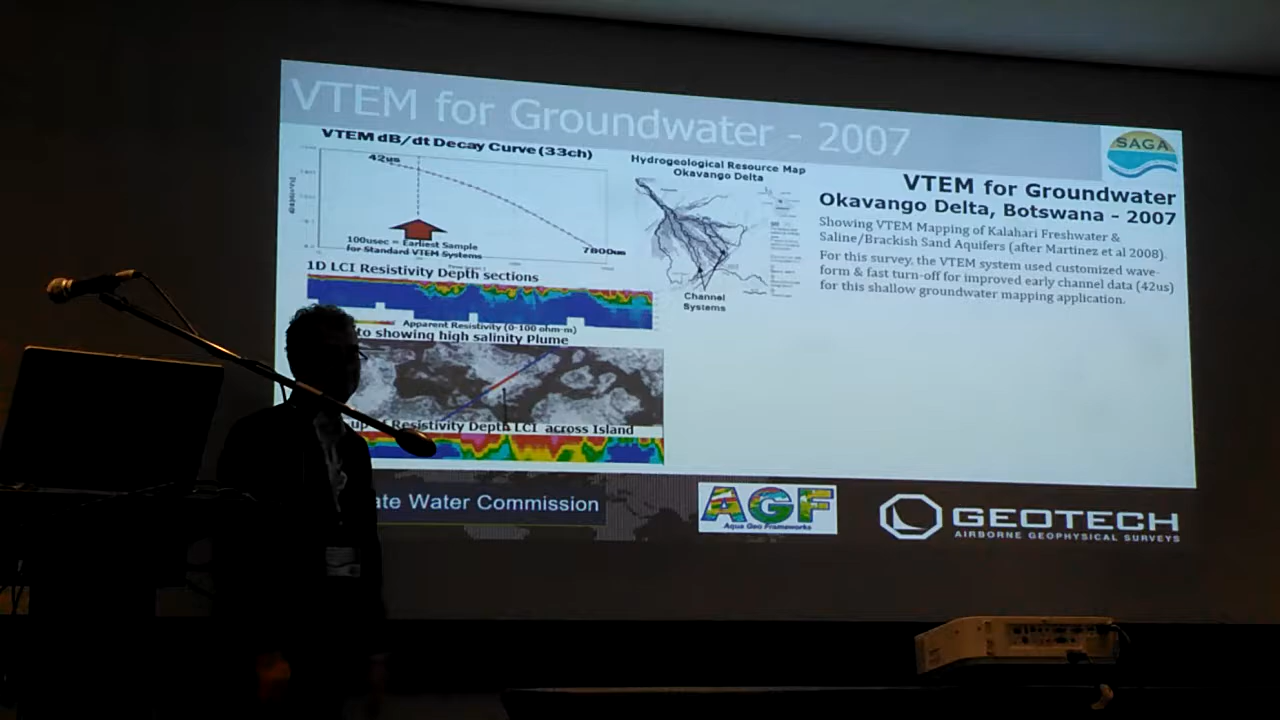 VTEM for Groundwater - 2007
VTEM dB/dt Decay Curve (33ch)
42us
100usec = Earliest Sample
for Standard VTEM Systems
7800us
1D LCI Resistivity Depth sections
Apparent Resistivity (0-100 ohm-m)
to showing high salinity Plume
Resistivity Depth LCI across Island
Hydrogeological Resource Map
Okavango Delta
Channel
Systems
SAGA
VTEM for Groundwater
Okavango Delta, Botswana - 2007
Showing VTEM Mapping of Kalahari Freshwater &
Saline/Brackish Sand Aquifers (after Martinez et al 2008).
For this survey, the VTEM system used customized wave-
form & fast turn-off for improved early channel data (42us)
for this shallow groundwater mapping application.
ate Water Commission
AGF
Aqua Geo Frameworks
GEOTECH
AIRBORNE GEOPHYSICAL SURVEYS